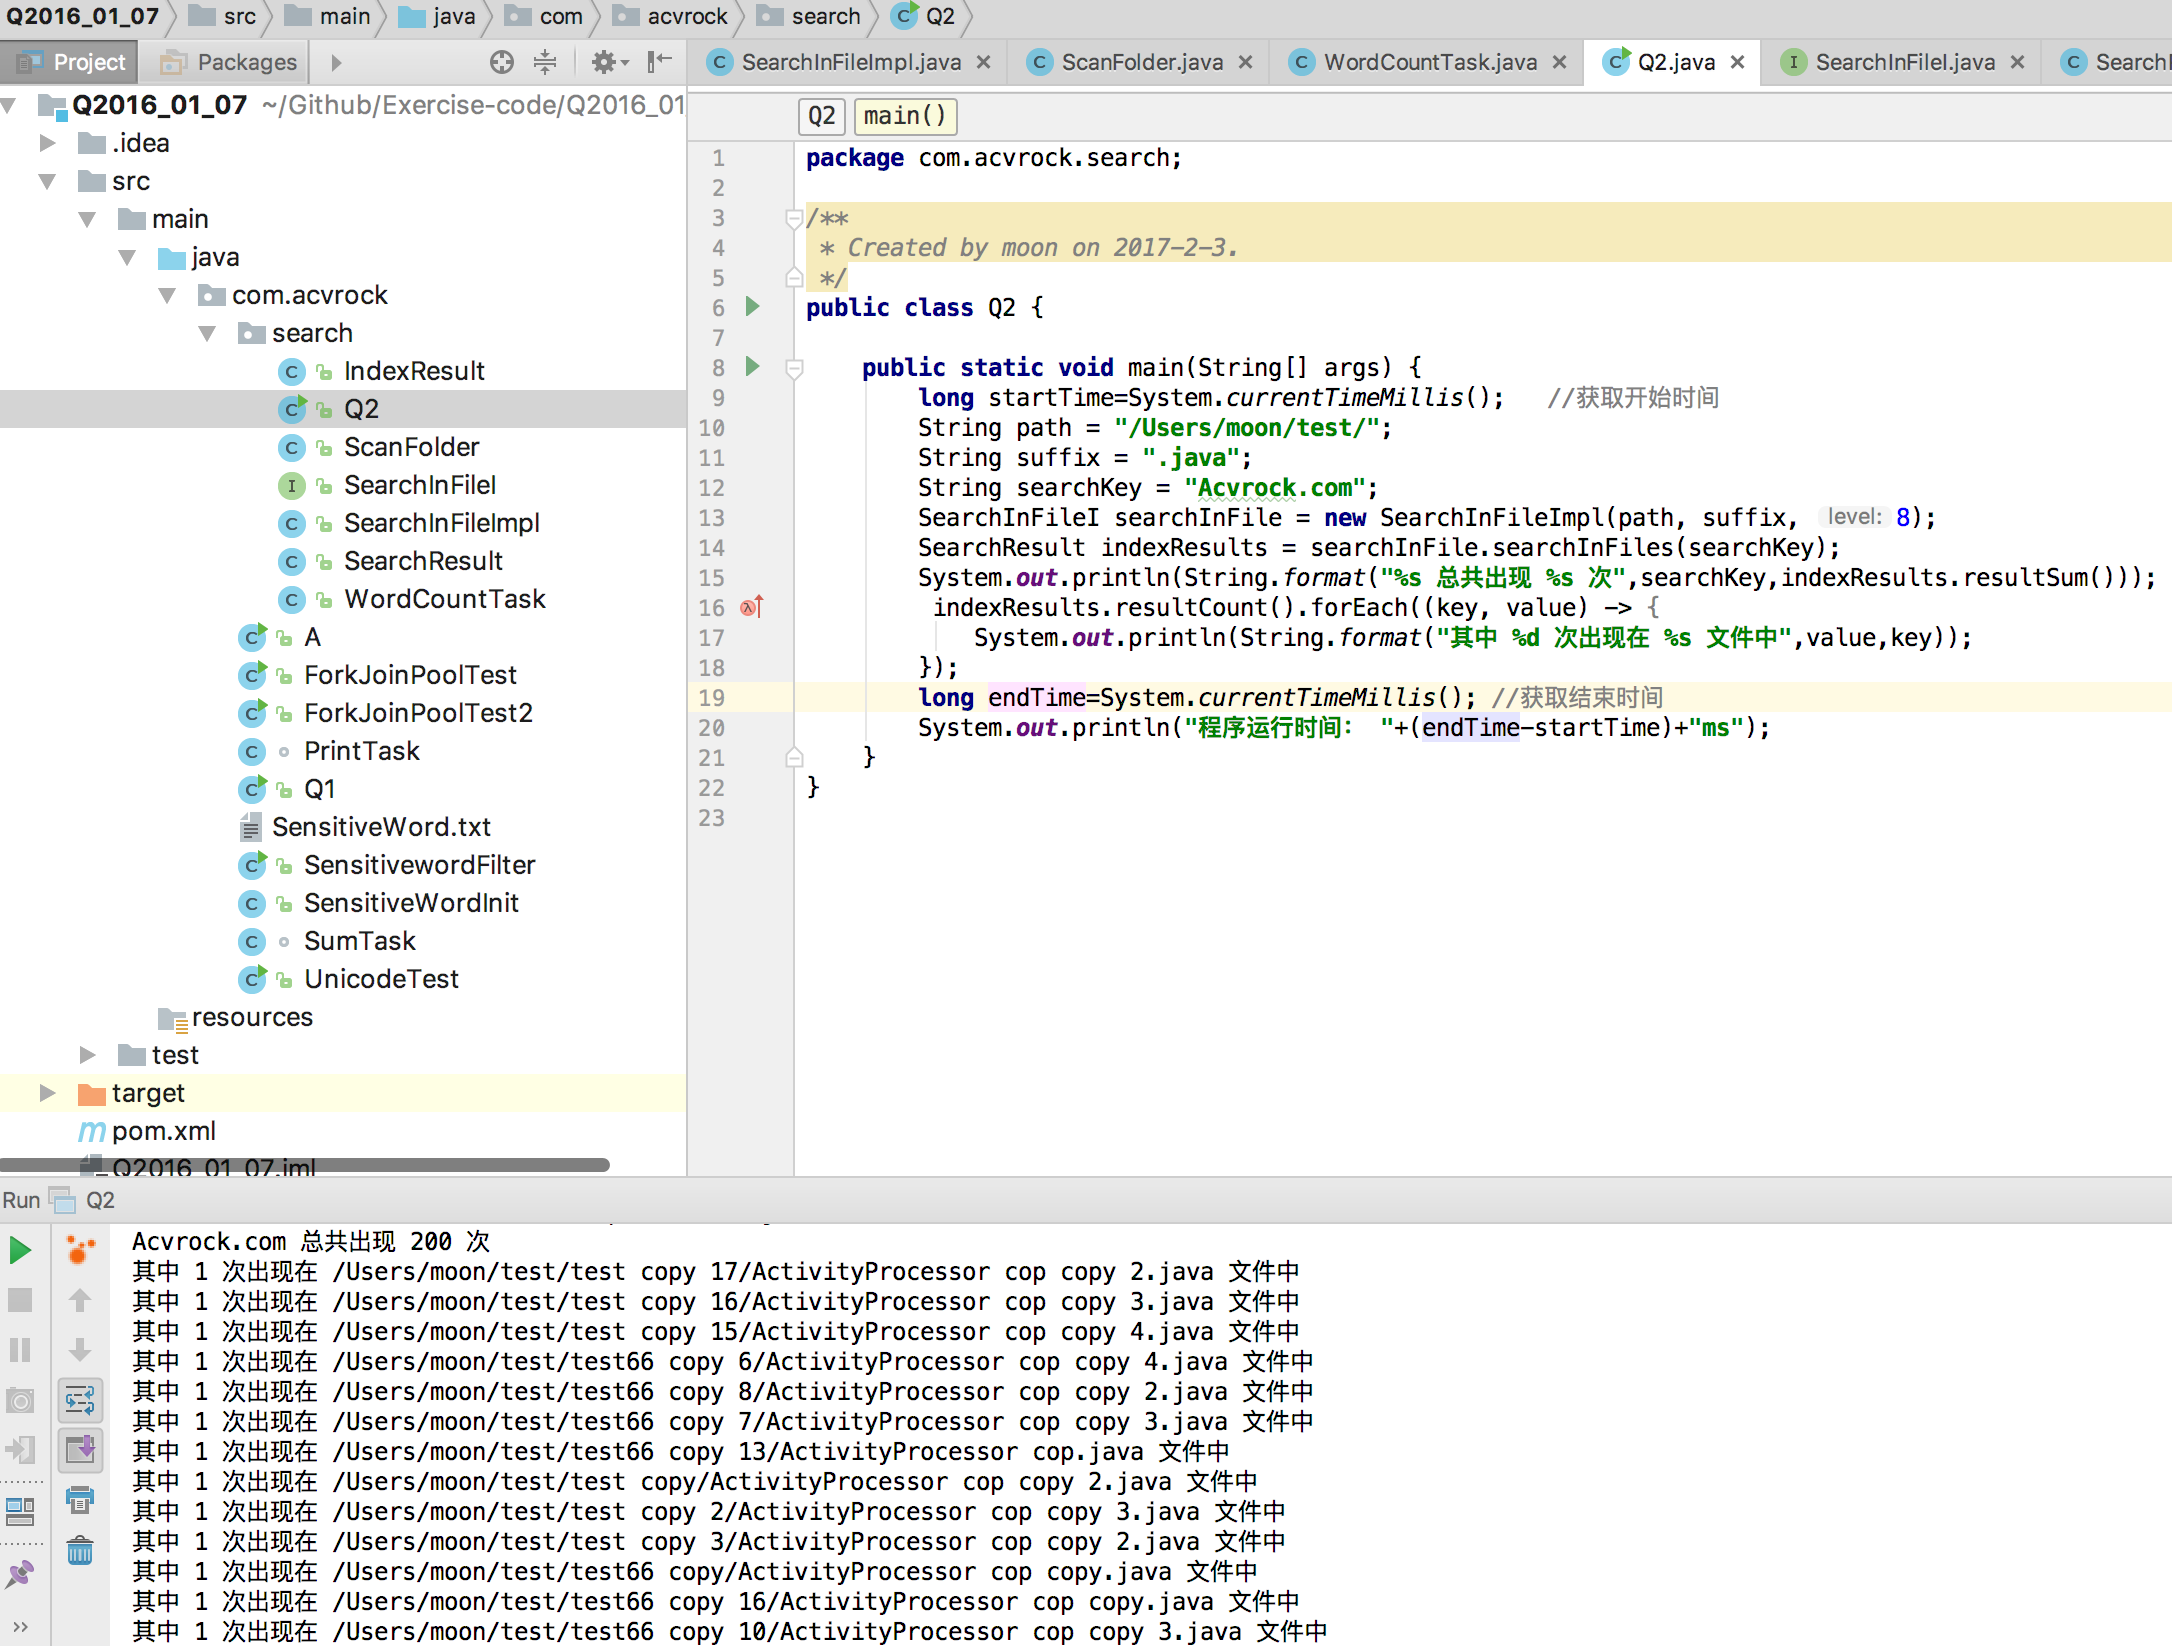 Q2016_01_07 src main java com acvrock search Q2
Project Packages
SearchInFileImpl.java ScanFolder.java WordCountTask.java Q2.java SearchInFileI.java
Q2016_01_07 ~/Github/Exercise-code/Q2016_01
.idea
src
main
java
com.acvrock
search
IndexResult
Q2
ScanFolder
SearchInFileI
SearchInFileImpl
SearchResult
WordCountTask
A
ForkJoinPoolTest
ForkJoinPoolTest2
PrintTask
Q1
SensitiveWord.txt
SensitivewordFilter
SensitiveWordInit
SumTask
UnicodeTest
resources
test
target
pom.xml
Q2016_01_07.iml
Q2 main()
1 package com.acvrock.search;
2
3 /**
4 * Created by moon on 2017-2-3.
5 */
6 public class Q2 {
7
8 public static void main(String[] args) {
9 long startTime=System.currentTimeMillis(); //获取开始时间
10 String path = "/Users/moon/test/";
11 String suffix = ".java";
12 String searchKey = "Acvrock.com";
13 SearchInFileI searchInFile = new SearchInFileImpl(path, suffix, level: 8);
14 SearchResult indexResults = searchInFile.searchInFiles(searchKey);
15 System.out.println(String.format("%s 总共出现 %s 次",searchKey,indexResults.resultSum()));
16 indexResults.resultCount().forEach((key, value) -> {
17 System.out.println(String.format("其中 %d 次出现在 %s 文件中",value,key));
18 });
19 long endTime=System.currentTimeMillis(); //获取结束时间
20 System.out.println("程序运行时间： "+(endTime-startTime)+"ms");
21 }
22 }
23
Run Q2
Acvrock.com 总共出现 200 次
其中 1 次出现在 /Users/moon/test/test copy 17/ActivityProcessor cop copy 2.java 文件中
其中 1 次出现在 /Users/moon/test/test copy 16/ActivityProcessor cop copy 3.java 文件中
其中 1 次出现在 /Users/moon/test/test copy 15/ActivityProcessor cop copy 4.java 文件中
其中 1 次出现在 /Users/moon/test/test66 copy 6/ActivityProcessor cop copy 4.java 文件中
其中 1 次出现在 /Users/moon/test/test66 copy 8/ActivityProcessor cop copy 2.java 文件中
其中 1 次出现在 /Users/moon/test/test66 copy 7/ActivityProcessor cop copy 3.java 文件中
其中 1 次出现在 /Users/moon/test/test66 copy 13/ActivityProcessor cop.java 文件中
其中 1 次出现在 /Users/moon/test/test copy/ActivityProcessor cop copy 2.java 文件中
其中 1 次出现在 /Users/moon/test/test copy 2/ActivityProcessor cop copy 3.java 文件中
其中 1 次出现在 /Users/moon/test/test copy 3/ActivityProcessor cop copy 2.java 文件中
其中 1 次出现在 /Users/moon/test/test66 copy/ActivityProcessor cop copy.java 文件中
其中 1 次出现在 /Users/moon/test/test66 copy 16/ActivityProcessor cop copy.java 文件中
其中 1 次出现在 /Users/moon/test/test66 copy 10/ActivityProcessor cop copy 3.java 文件中